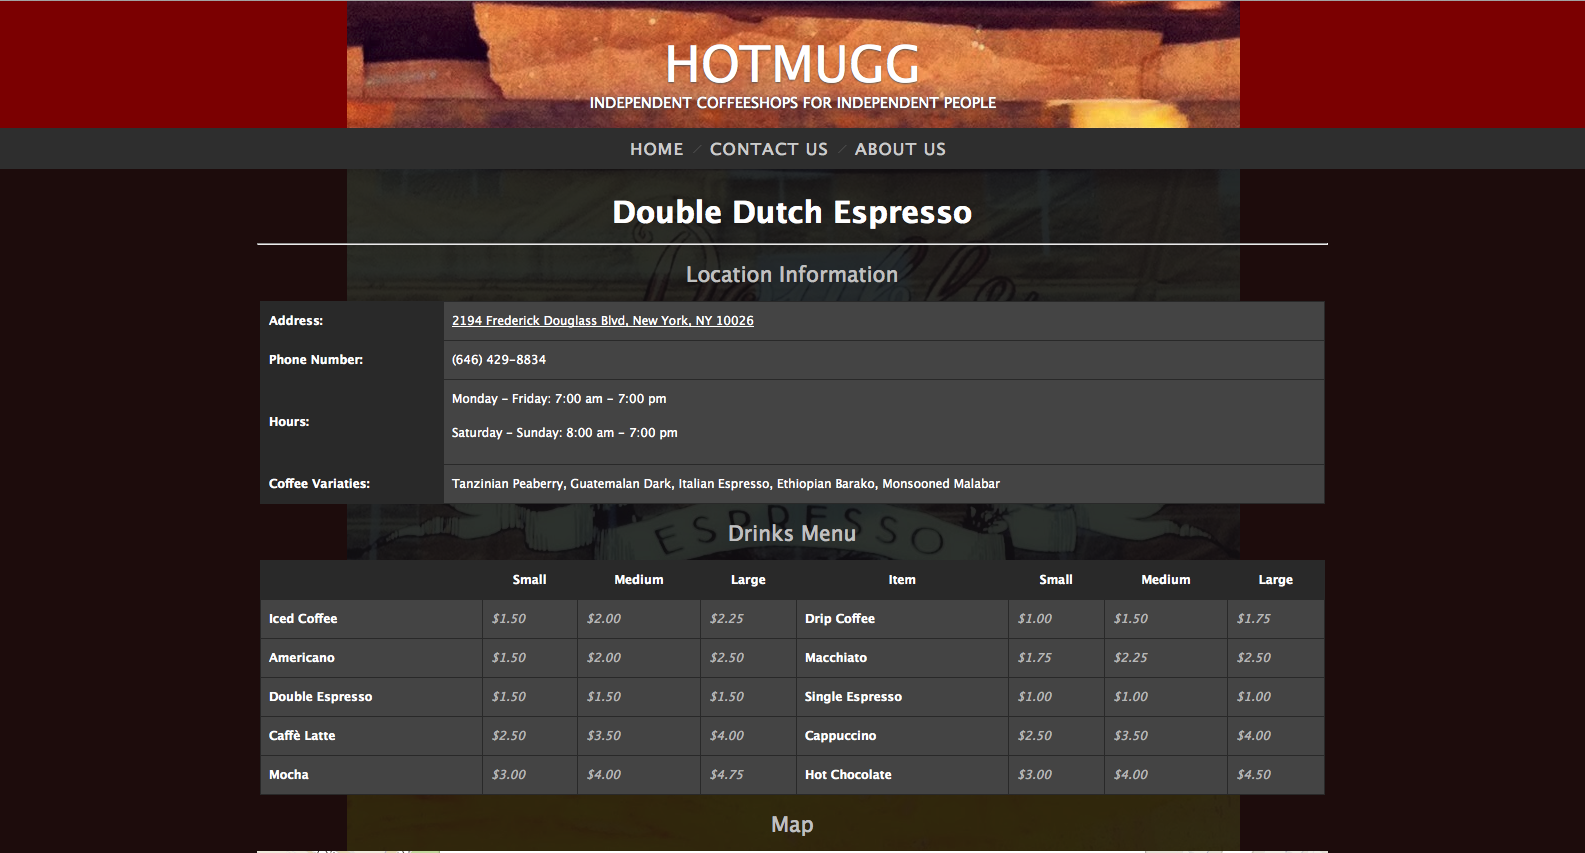 HOTMUGG
INDEPENDENT COFFEESHOPS FOR INDEPENDENT PEOPLE
HOME / CONTACT US / ABOUT US
Double Dutch Espresso
Location Information
Address: 2194 Frederick Douglass Blvd, New York, NY 10026
Phone Number: (646) 429-8834
Hours: Monday - Friday: 7:00 am - 7:00 pm
Saturday - Sunday: 8:00 am - 7:00 pm
Coffee Variaties: Tanzinian Peaberry, Guatemalan Dark, Italian Espresso, Ethiopian Barako, Monsooned Malabar
ESPRESSO
Drinks Menu
Small Medium Large Item Small Medium Large
Iced Coffee $1.50 $2.00 $2.25 Drip Coffee $1.00 $1.50 $1.75
Americano $1.50 $2.00 $2.50 Macchiato $1.75 $2.25 $2.50
Double Espresso $1.50 $1.50 $1.50 Single Espresso $1.00 $1.00 $1.00
Caffè Latte $2.50 $3.50 $4.00 Cappuccino $2.50 $3.50 $4.00
Mocha $3.00 $4.00 $4.75 Hot Chocolate $3.00 $4.00 $4.50
Map